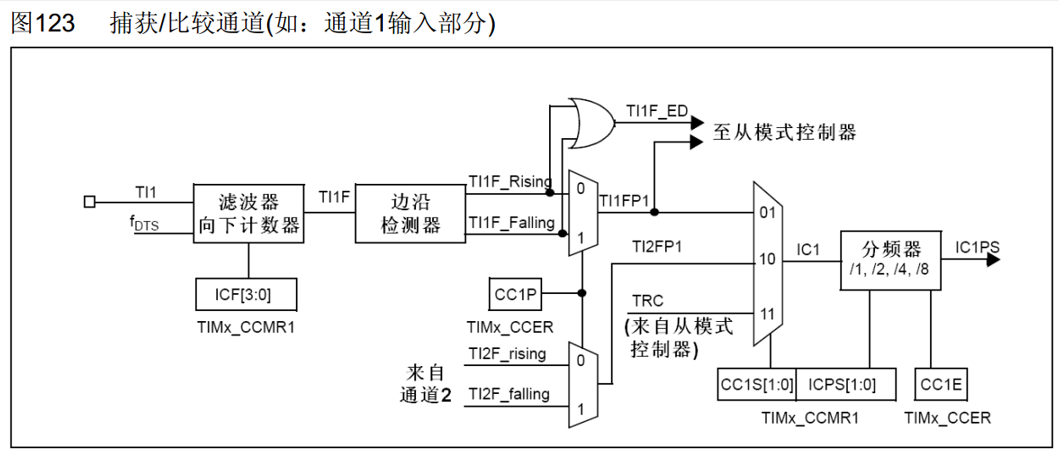 图123 捕获/比较通道(如：通道1输入部分)
TI1F_ED
至从模式控制器
TI1
fDTS
滤波器
向下计数器
TI1F
边沿
检测器
TI1F_Rising
TI1F_Falling
0
1
TI1FP1
01
ICF[3:0]
TIMx_CCMR1
CC1P
TIMx_CCER
TI2FP1
10
IC1
分频器
/1, /2, /4, /8
IC1PS
TRC
11
(来自从模式
控制器)
来自
通道2
TI2F_rising
TI2F_falling
0
1
CC1S[1:0]
ICPS[1:0]
CC1E
TIMx_CCMR1
TIMx_CCER